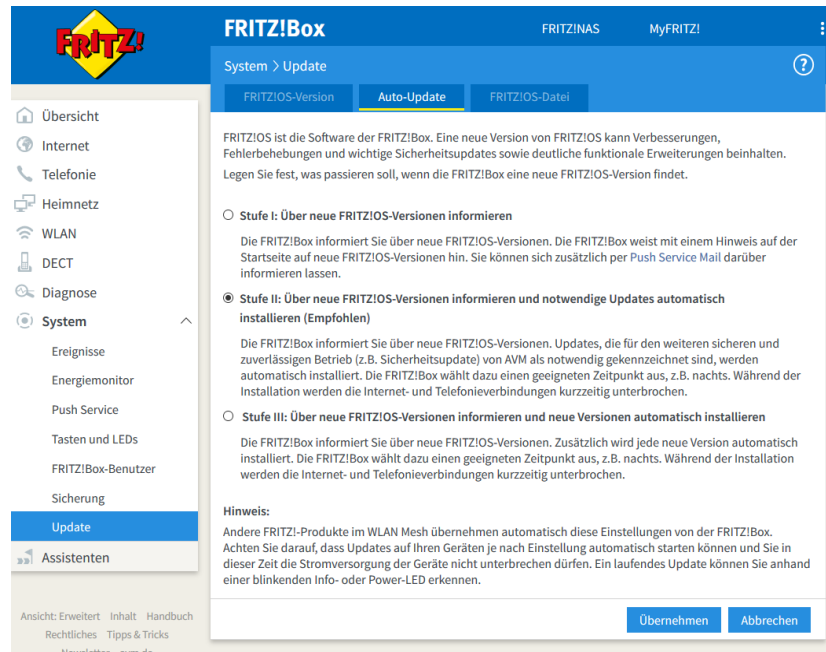 FRITZ!
FRITZ!Box
FRITZ!NAS
MyFRITZ!
System > Update
FRITZ!OS-Version
Auto-Update
FRITZ!OS-Datei
Übersicht
Internet
Telefonie
Heimnetz
WLAN
DECT
Diagnose
System
Ereignisse
Energiemonitor
Push Service
Tasten und LEDs
FRITZ!Box-Benutzer
Sicherung
Update
Assistenten
Ansicht: Erweitert Inhalt Handbuch
Rechtliches Tipps & Tricks
Newsletter avm.de
FRITZ!OS ist die Software der FRITZ!Box. Eine neue Version von FRITZ!OS kann Verbesserungen,
Fehlerbehebungen und wichtige Sicherheitsupdates sowie deutliche funktionale Erweiterungen beinhalten.
Legen Sie fest, was passieren soll, wenn die FRITZ!Box eine neue FRITZ!OS-Version findet.
Stufe I: Über neue FRITZ!OS-Versionen informieren
Die FRITZ!Box informiert Sie über neue FRITZ!OS-Versionen. Die FRITZ!Box weist mit einem Hinweis auf der
Startseite auf neue FRITZ!OS-Versionen hin. Sie können sich zusätzlich per Push Service Mail darüber
informieren lassen.
Stufe II: Über neue FRITZ!OS-Versionen informieren und notwendige Updates automatisch
installieren (Empfohlen)
Die FRITZ!Box informiert Sie über neue FRITZ!OS-Versionen. Updates, die für den weiteren sicheren und
zuverlässigen Betrieb (z.B. Sicherheitsupdate) von AVM als notwendig gekennzeichnet sind, werden
automatisch installiert. Die FRITZ!Box wählt dazu einen geeigneten Zeitpunkt aus, z.B. nachts. Während der
Installation werden die Internet- und Telefonieverbindungen kurzzeitig unterbrochen.
Stufe III: Über neue FRITZ!OS-Versionen informieren und neue Versionen automatisch installieren
Die FRITZ!Box informiert Sie über neue FRITZ!OS-Versionen. Zusätzlich wird jede neue Version automatisch
installiert. Die FRITZ!Box wählt dazu einen geeigneten Zeitpunkt aus, z.B. nachts. Während der Installation
werden die Internet- und Telefonieverbindungen kurzzeitig unterbrochen.
Hinweis:
Andere FRITZ!-Produkte im WLAN Mesh übernehmen automatisch diese Einstellungen von der FRITZ!Box.
Achten Sie darauf, dass Updates auf Ihren Geräten je nach Einstellung automatisch starten können und Sie in
dieser Zeit die Stromversorgung der Geräte nicht unterbrechen dürfen. Ein laufendes Update können Sie anhand
einer blinkenden Info- oder Power-LED erkennen.
Übernehmen
Abbrechen